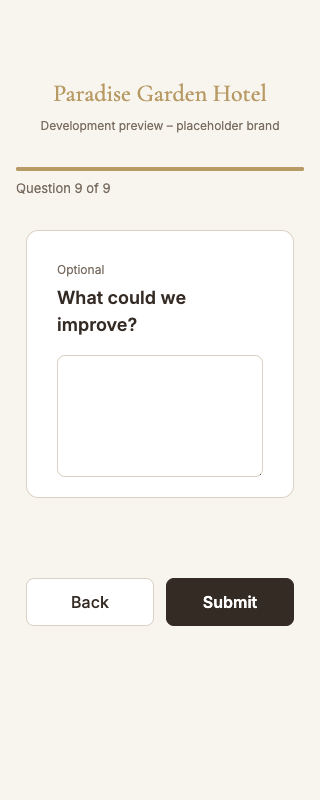 Paradise Garden Hotel
Development preview – placeholder brand
Question 9 of 9
Optional
What could we
improve?
Back
Submit